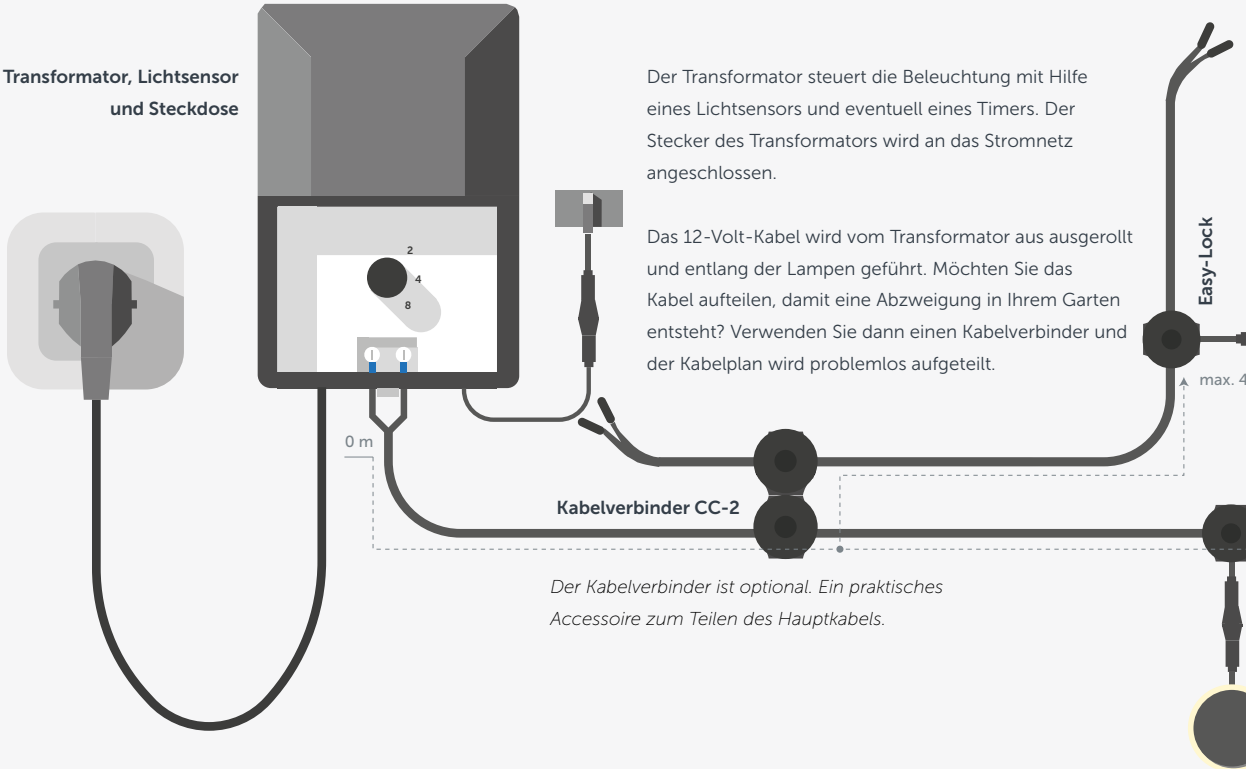 Transformator, Lichtsensor
und Steckdose
Der Transformator steuert die Beleuchtung mit Hilfe
eines Lichtsensors und eventuell eines Timers. Der
Stecker des Transformators wird an das Stromnetz
angeschlossen.
Das 12-Volt-Kabel wird vom Transformator aus ausgerollt
und entlang der Lampen geführt. Möchten Sie das
Kabel aufteilen, damit eine Abzweigung in Ihrem Garten
entsteht? Verwenden Sie dann einen Kabelverbinder und
der Kabelplan wird problemlos aufgeteilt.
2
4
8
Easy-Lock
max. 4
0 m
Kabelverbinder CC-2
Der Kabelverbinder ist optional. Ein praktisches
Accessoire zum Teilen des Hauptkabels.